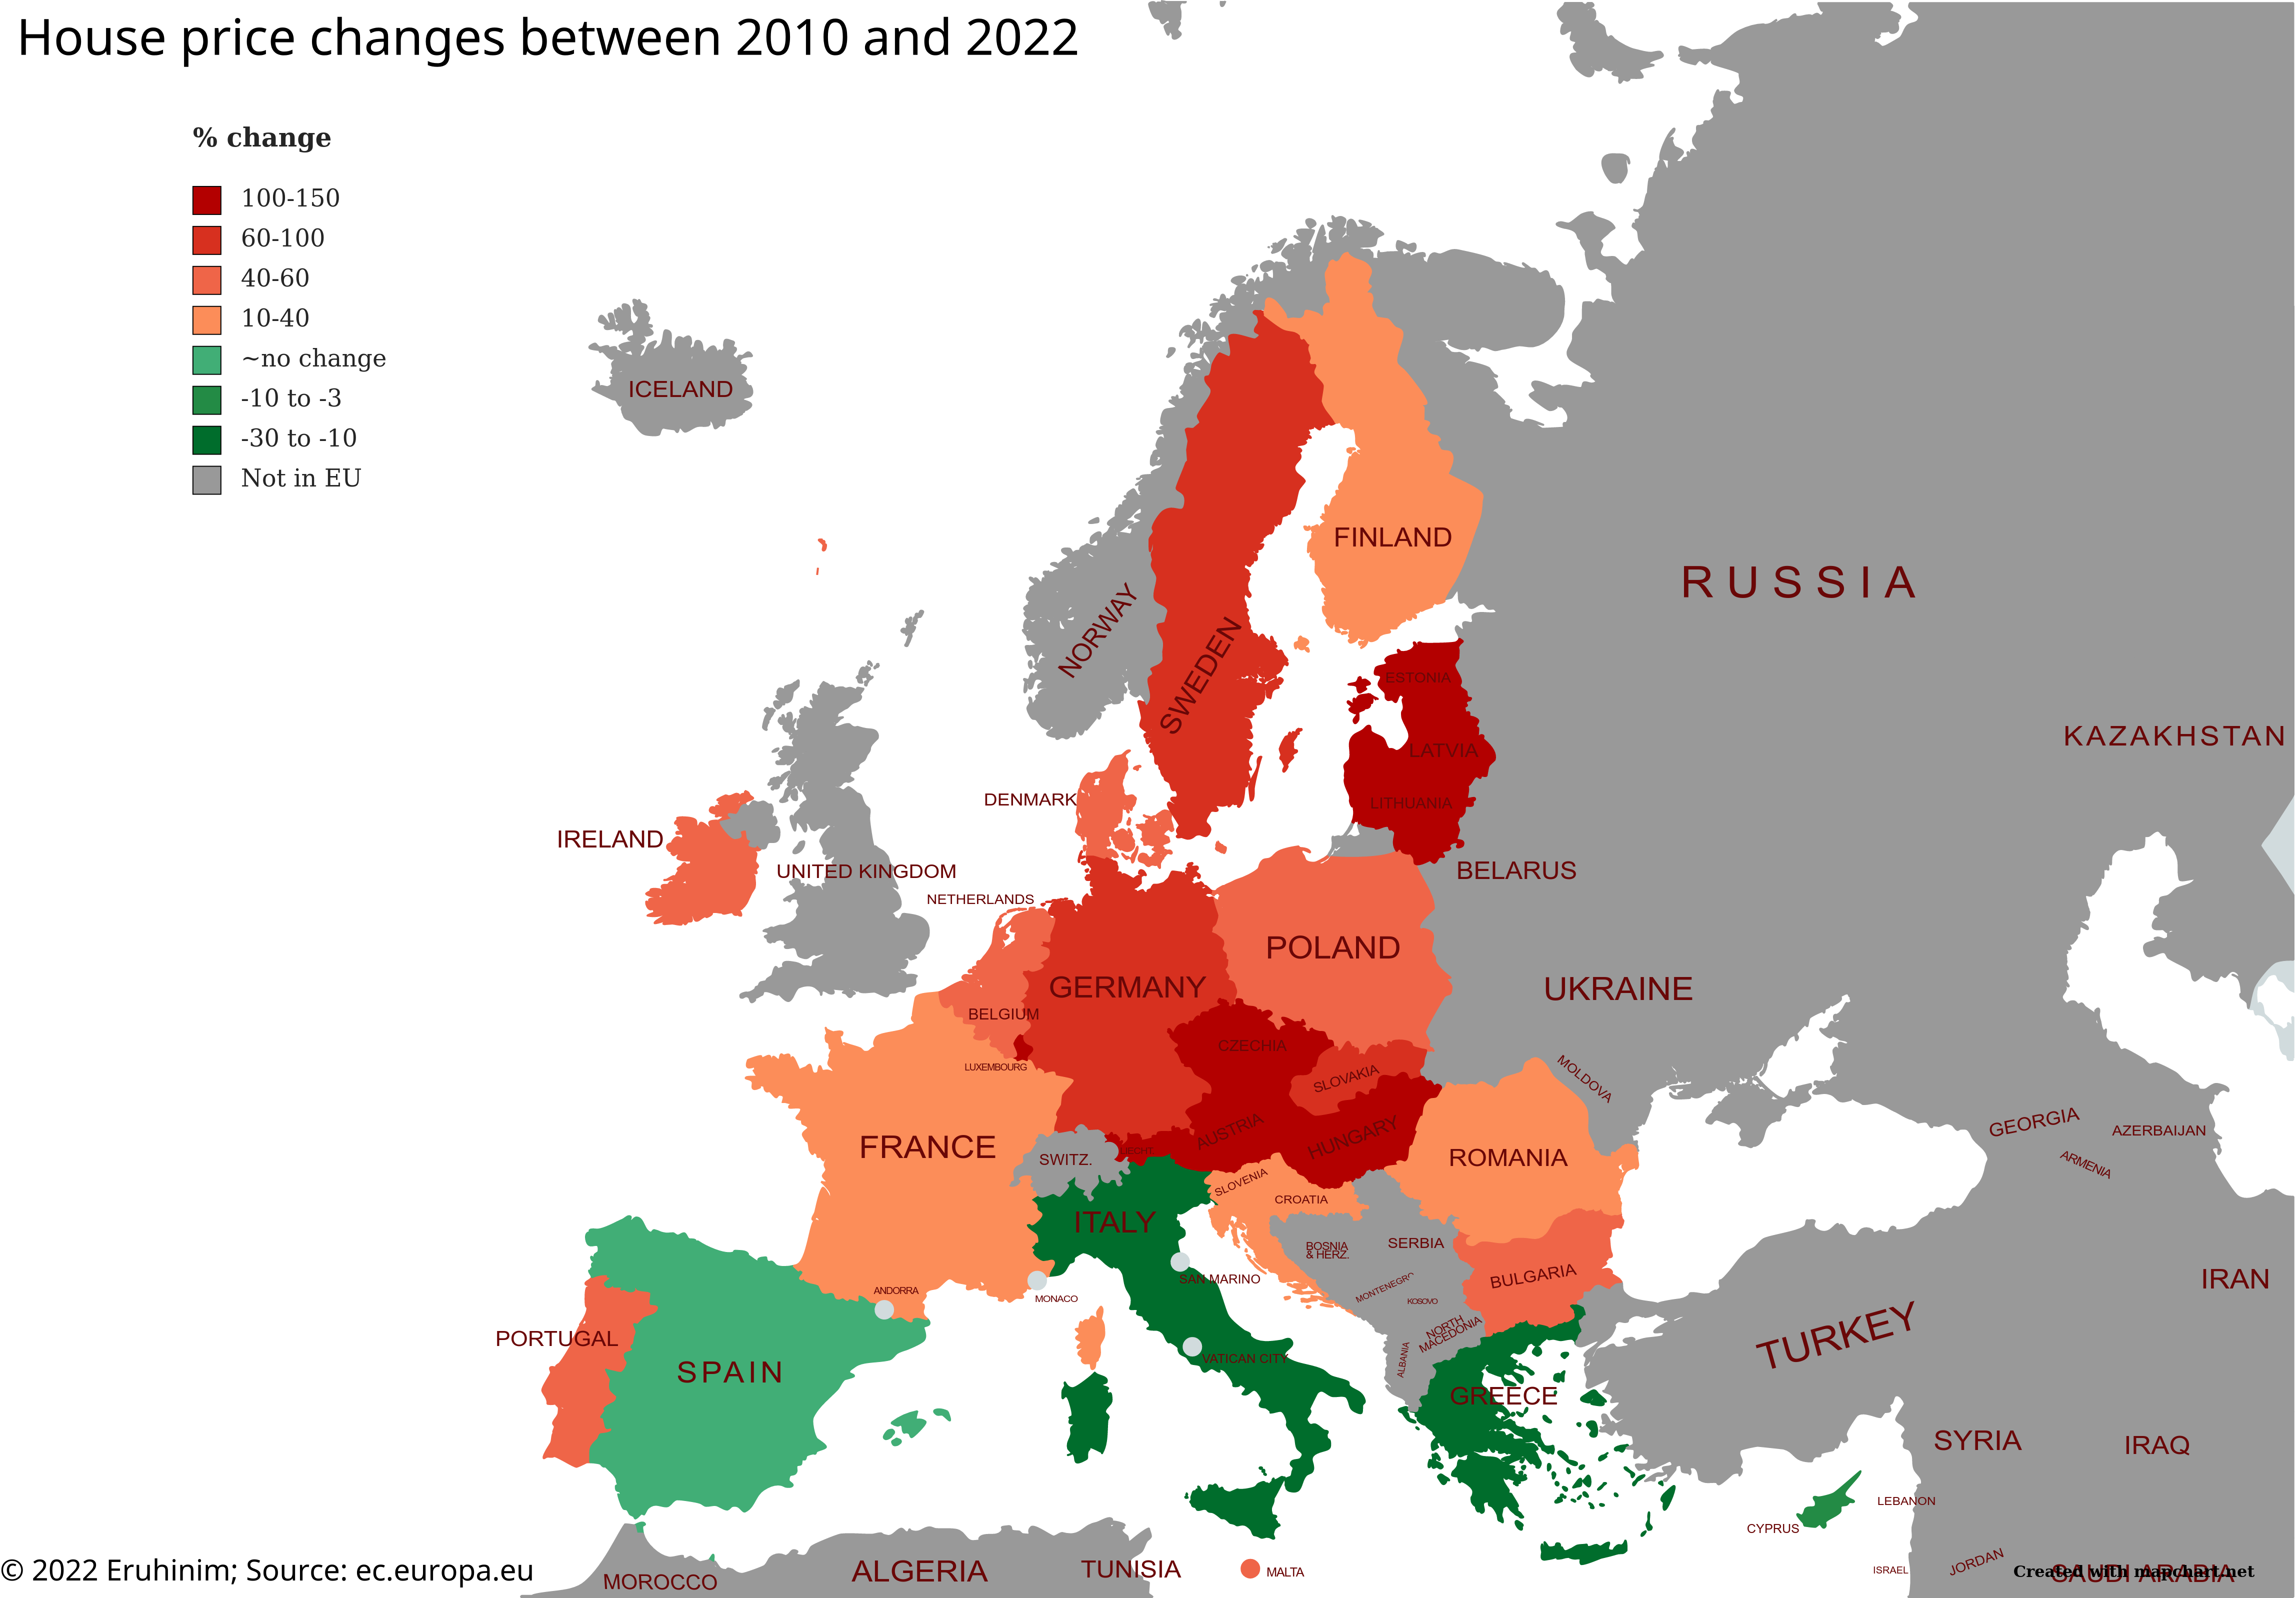 House price changes between 2010 and 2022
% change
100-150
60-100
40-60
10-40
~no change
-10 to -3
-30 to -10
Not in EU
ICELAND
FINLAND
RUSSIA
NORWAY
SWEDEN
ESTONIA
KAZAKHSTAN
LATVIA
DENMARK
LITHUANIA
IRELAND
UNITED KINGDOM
BELARUS
NETHERLANDS
POLAND
GERMANY
UKRAINE
BELGIUM
CZECHIA
LUXEMBOURG
SLOVAKIA
MOLDOVA
GEORGIA
AZERBAIJAN
AUSTRIA
HUNGARY
FRANCE
SWITZ.
LIECHT.
ROMANIA
ARMENIA
SLOVENIA
CROATIA
ITALY
BOSNIA
& HERZ.
SERBIA
SAN MARINO
BULGARIA
IRAN
ANDORRA
MONACO
MONTENEGRO
KOSOVO
PORTUGAL
NORTH
MACEDONIA
TURKEY
VATICAN CITY
ALBANIA
SPAIN
GREECE
SYRIA
IRAQ
LEBANON
CYPRUS
© 2022 Eruhinim; Source: ec.europa.eu
MOROCCO
ALGERIA
TUNISIA
MALTA
ISRAEL
JORDAN
SAUDI ARABIA
Created with mapchart.net